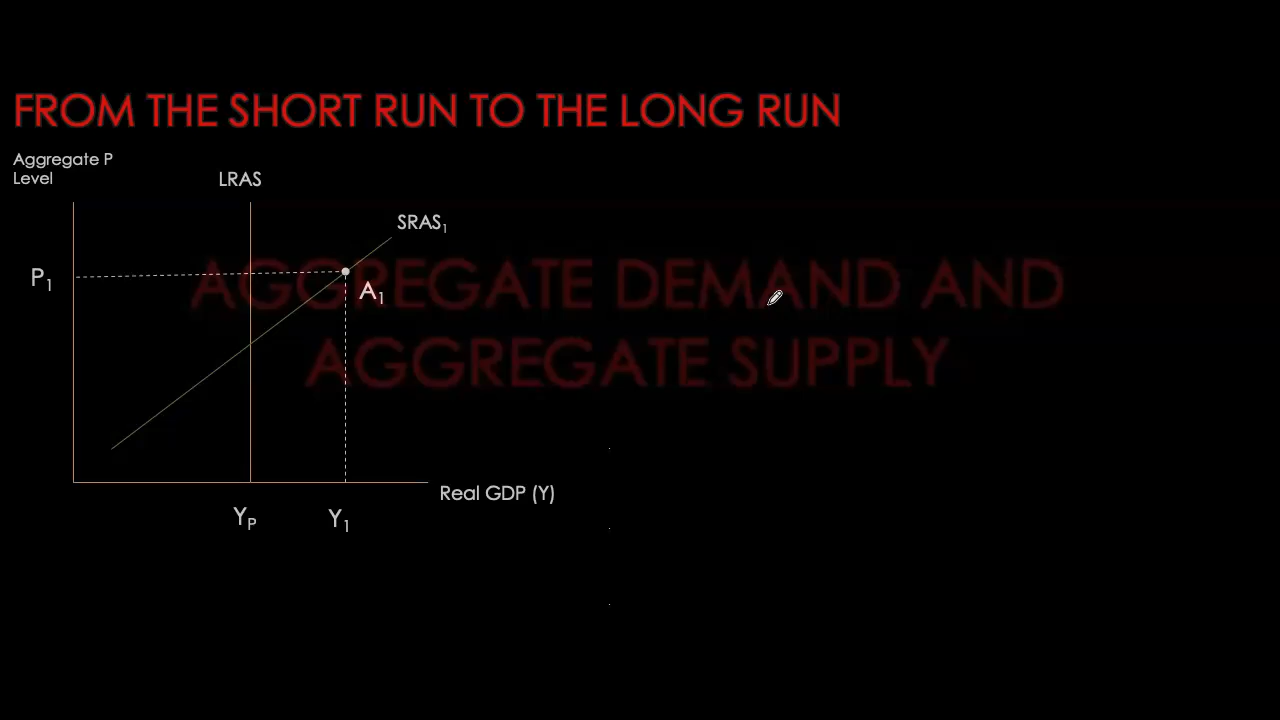 FROM THE SHORT RUN TO THE LONG RUN
Aggregate P
Level
LRAS
SRAS1
P1
A1
AGGREGATE DEMAND AND
AGGREGATE SUPPLY
Real GDP (Y)
YP
Y1